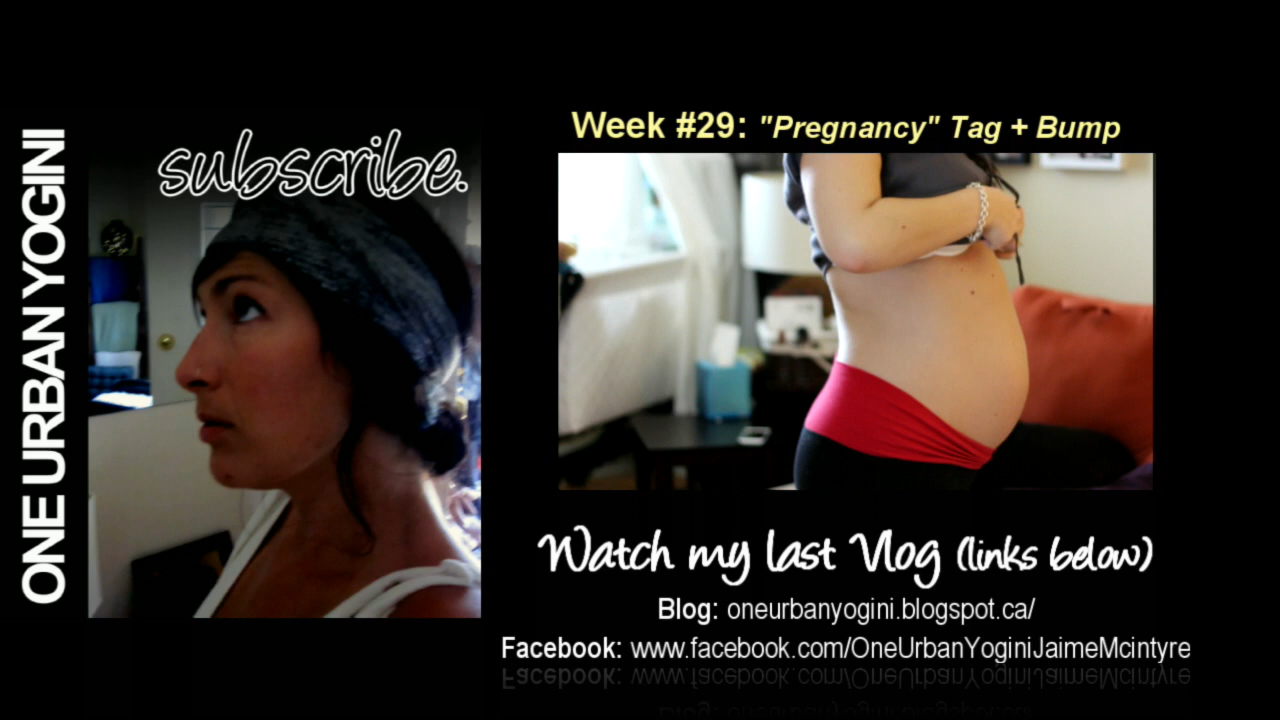 ONE URBAN YOGINI
subscribe.
Week #29: "Pregnancy" Tag + Bump
Watch my last Vlog (links below)
Blog: oneurbanyogini.blogspot.ca/
Facebook: www.facebook.com/OneUrbanYoginiJaimeMcintyre